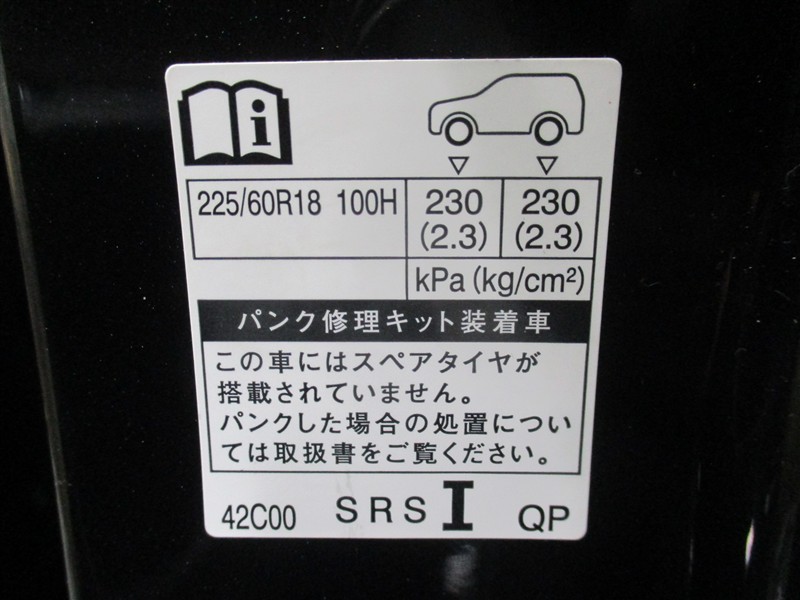 i
225/60R18 100H 230 230
(2.3) (2.3)
kPa (kg/cm²)
パンク修理キット装着車
この車にはスペアタイヤが
搭載されていません。
パンクした場合の処置につい
ては取扱書をご覧ください。
42C00 SRS I QP